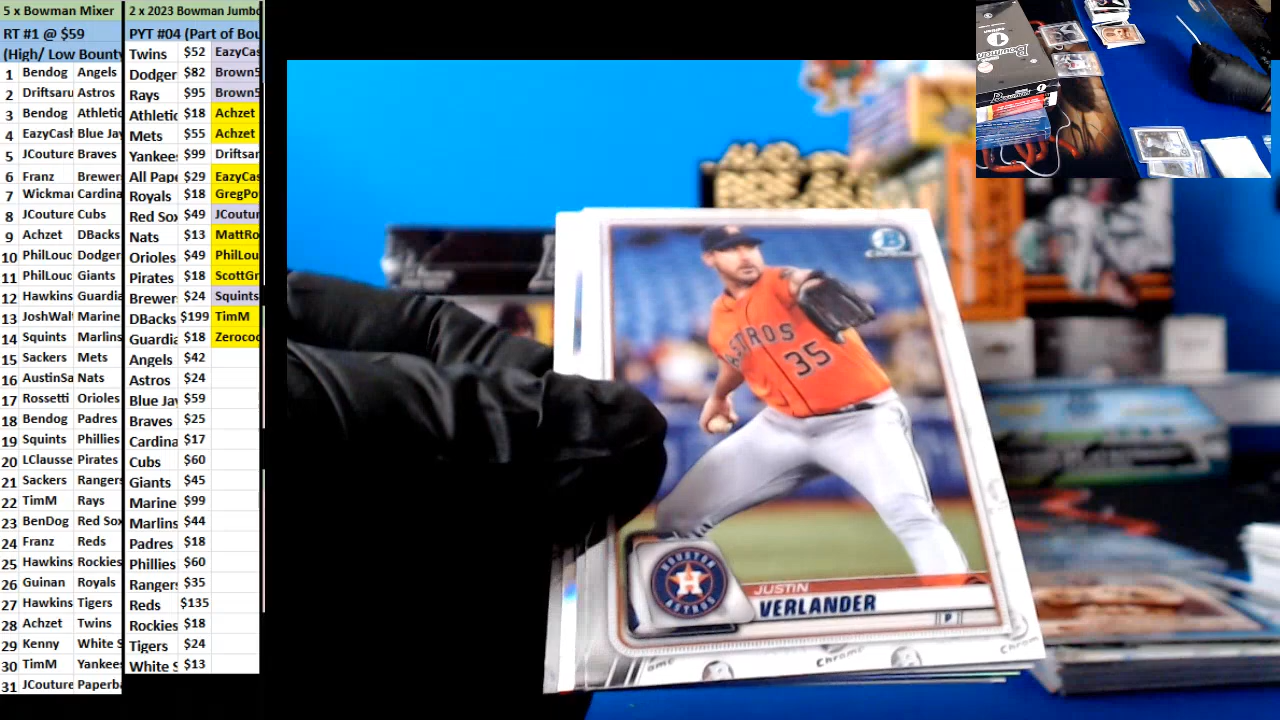 5 x Bowman Mixer
RT #1 @ $59
(High/ Low Bounty
1 Bendog Angels
2 Driftsaru Astros
3 Bendog Athletic
4 EazyCash Blue Jay
5 JCouture Braves
6 Franz Brewer
7 Wickma Cardina
8 JCouture Cubs
9 Achzet DBacks
10 PhilLouc Dodger
11 PhilLouc Giants
12 Hawkins Guardia
13 JoshWal Marine
14 Squints Marlins
15 Sackers Mets
16 AustinSa Nats
17 Rossetti Orioles
18 Bendog Padres
19 Squints Phillies
20 LClausse Pirates
21 Sackers Rangers
22 TimM Rays
23 BenDog Red Sox
24 Franz Reds
25 Hawkins Rockies
26 Guinan Royals
27 Hawkins Tigers
28 Achzet Twins
29 Kenny White S
30 TimM Yankee
31 JCouture Paperb
2 x 2023 Bowman Jumbo
PYT #04 (Part of Bou
Twins $52 EazyCas
Dodger $82 Brown5
Rays $95 Brown5
Athletic $18 Achzet
Mets $55 Achzet
Yankee $99 Driftsar
All Pape $29 EazyCas
Royals $18 GregPo
Red Sox $49 JCoutur
Nats $13 MattRo
Orioles $49 PhilLou
Pirates $18 ScottGr
Brewer $24 Squints
DBacks $199 TimM
Guardia $18 Zerocoo
Angels $42
Astros $24
Blue Jay $59
Braves $25
Cardina $17
Cubs $60
Giants $45
Marine $99
Marlins $44
Padres $18
Phillies $60
Ranger $35
Reds $135
Rockies $18
Tigers $24
White S $13
Bowman
1
ASTROS
35
HOUSTON
ASTROS
H
JUSTIN
VERLANDER
P
Chrome